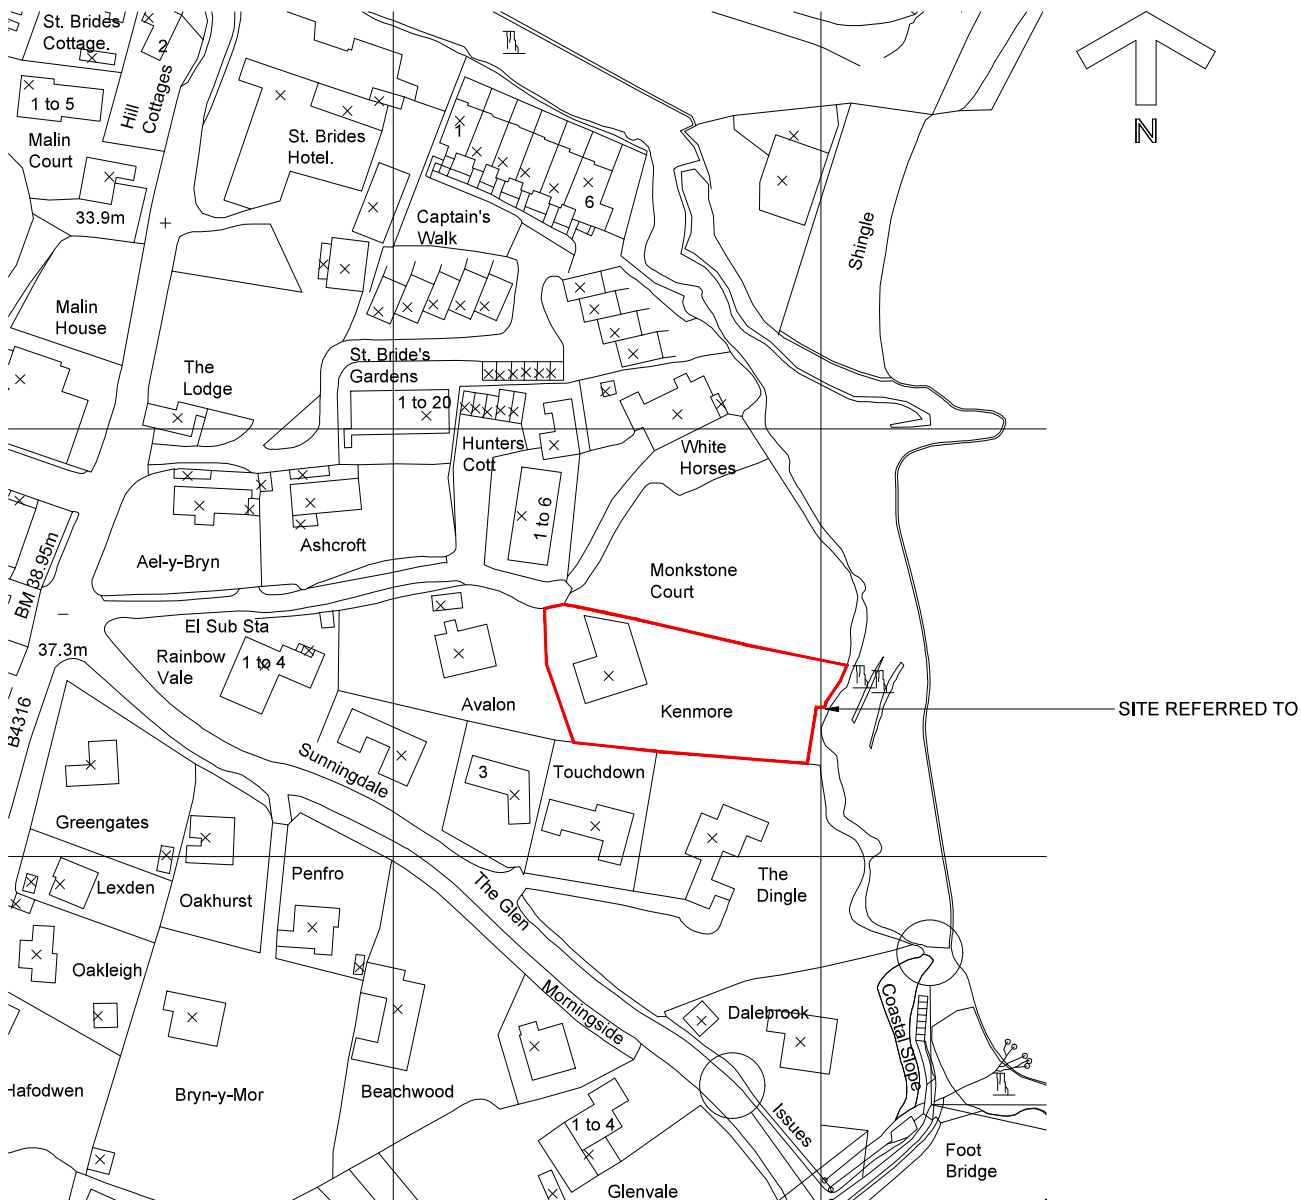 St. Brides
Cottage.
2
Hill
Cottages
1 to 5
Malin
Court
33.9m
St. Brides
Hotel.
1
6
Captain's
Walk
Shingle
N
Malin
House
The
Lodge
St. Bride's
Gardens
1 to 20
Hunters
Cott
White
Horses
1 to 6
Ael-y-Bryn
Ashcroft
BM 38.95m
Monkstone
Court
El Sub Sta
37.3m
Rainbow
Vale
1 to 4
B4316
Avalon
Kenmore
SITE REFERRED TO
Sunningdale
3
Touchdown
Greengates
Lexden
Oakhurst
Penfro
The Glen
The
Dingle
Oakleigh
Morningside
Dalebrook
Coastal Slope
Hafodwen
Bryn-y-Mor
Beachwood
1 to 4
Issues
Foot
Bridge
Glenvale